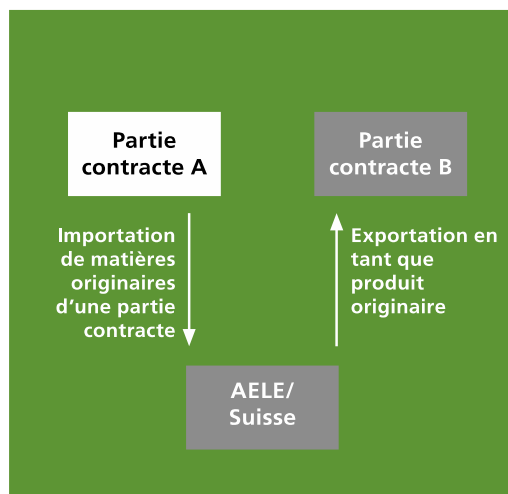 Partie
contracte A
Partie
contracte B
Importation
de matières
originaires
d’une partie
contracte
Exportation en
tant que
produit
originaire
AELE/
Suisse